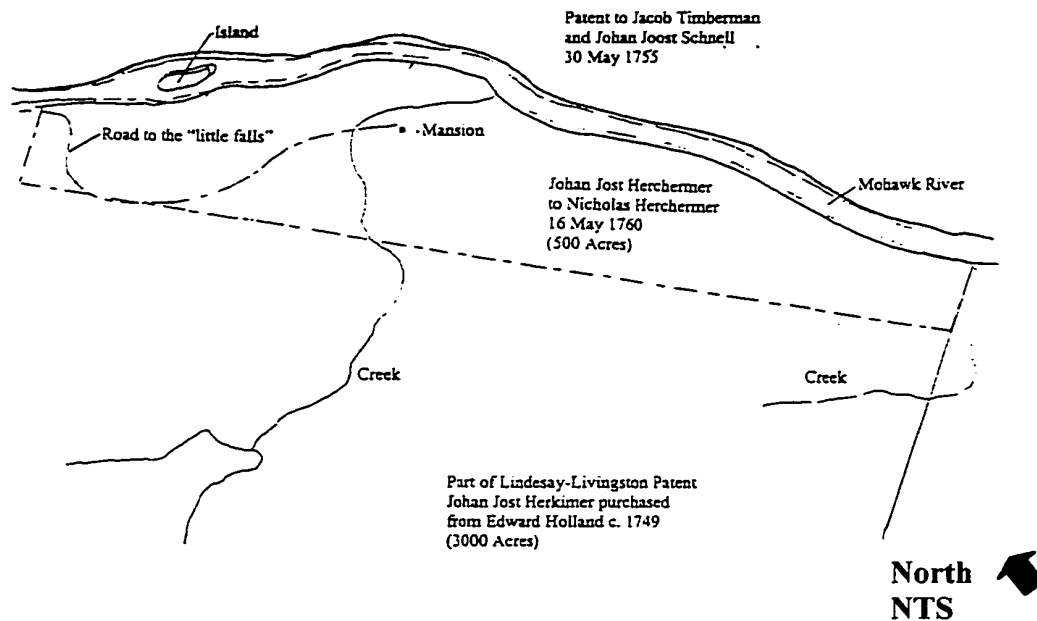 Island
Patent to Jacob Timberman
and Johan Joost Schnell
30 May 1755
Road to the "little falls"
Mansion
Johan Jost Herchermer
to Nicholas Herchermer
16 May 1760
(500 Acres)
Mohawk River
Creek
Creek
Part of Lindesay-Livingston Patent
Johan Jost Herkimer purchased
from Edward Holland c. 1749
(3000 Acres)
North
NTS